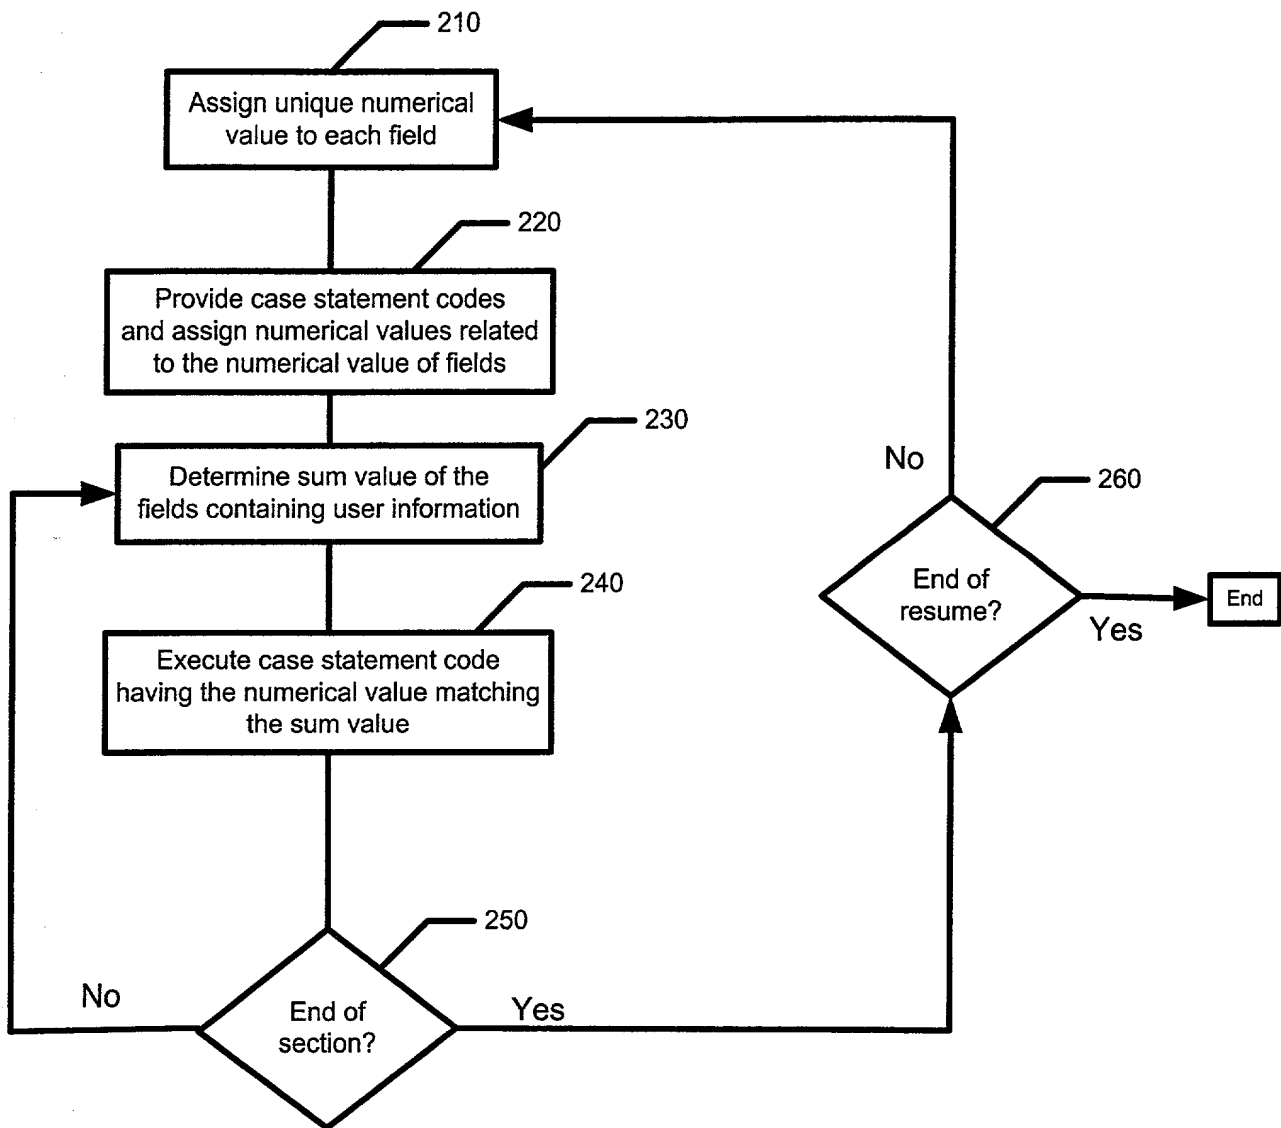 210
Assign unique numerical
value to each field
220
Provide case statement codes
and assign numerical values related
to the numerical value of fields
230
Determine sum value of the
fields containing user information
240
Execute case statement code
having the numerical value matching
the sum value
250
End of
section?
No
Yes
260
End of
resume?
No
Yes
End